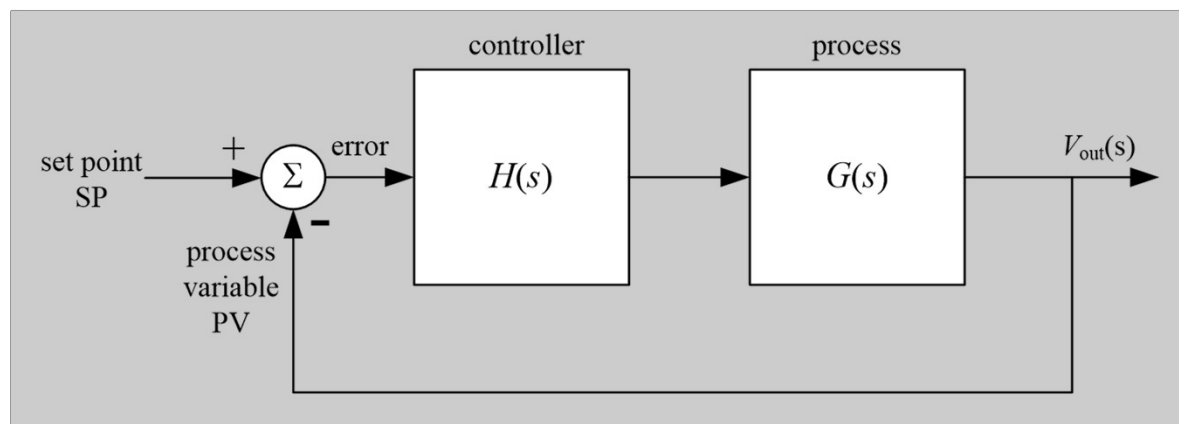 controller
process
set point
SP
+
Σ
error
H(s)
G(s)
Vout(s)
-
process
variable
PV